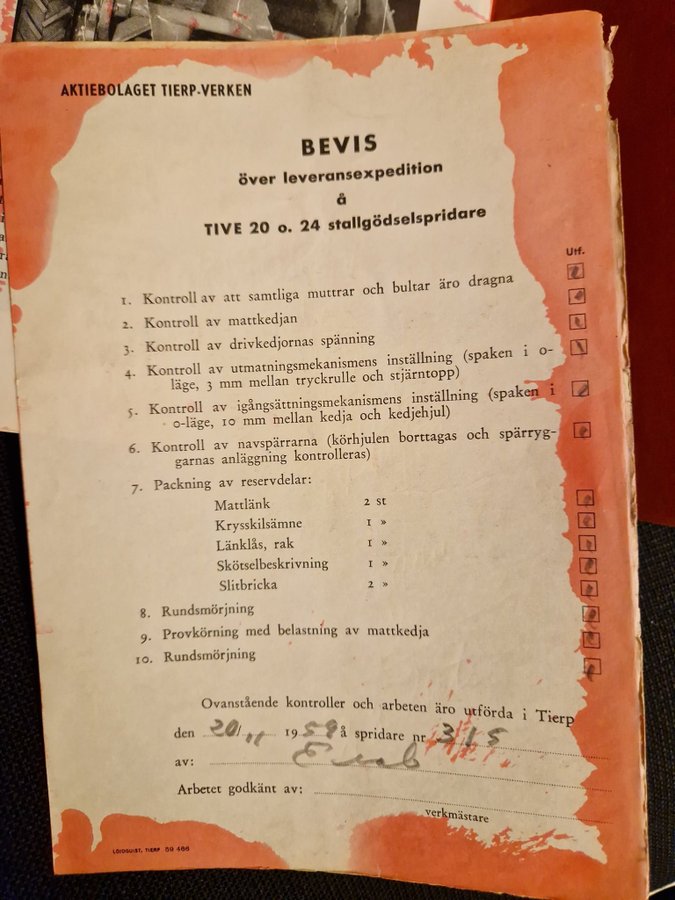 AKTIEBOLAGET TIERP-VERKEN
BEVIS
över leveransexpedition
å
TIVE 20 o. 24 stallgödselspridare
Utf.
1. Kontroll av att samtliga muttrar och bultar äro dragna
2. Kontroll av mattkedjan
3. Kontroll av drivkedjornas spänning
4. Kontroll av utmatningsmekanismens inställning (spaken i o-
läge, 3 mm mellan tryckrulle och stjärntopp)
5. Kontroll av igångsättningsmekanismens inställning (spaken i
o-läge, 10 mm mellan kedja och kedjehjul)
6. Kontroll av navspärrarna (körhjulen borttagas och spärryg-
garnas anläggning kontrolleras)
7. Packning av reservdelar:
Mattlänk 2 st
Krysskilsämne 1 »
Länklås, rak 1 »
Skötselbeskrivning 1 »
Slitbricka 2 »
8. Rundsmörjning
9. Provkörning med belastning av mattkedja
10. Rundsmörjning
Ovanstående kontroller och arbeten äro utförda i Tierp
den 20/11 1959 å spridare nr 315
av:
Arbetet godkänt av:
verkmästare
LÖJDQUIST, TIERP 59 466